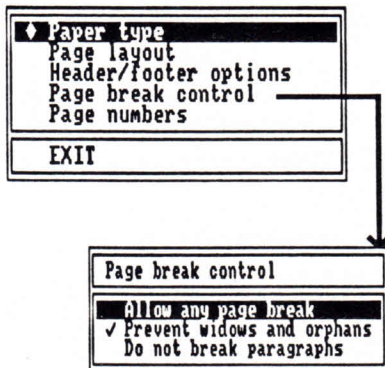 ♦ Paper type
Page layout
Header/footer options
Page break control
Page numbers
EXIT
Page break control
Allow any page break
✓ Prevent widows and orphans
Do not break paragraphs